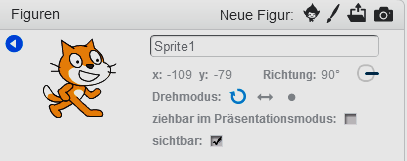 Figuren Neue Figur:
Sprite1
x: -109 y: -79 Richtung: 90°
Drehmodus:
ziehbar im Präsentationsmodus:
sichtbar: